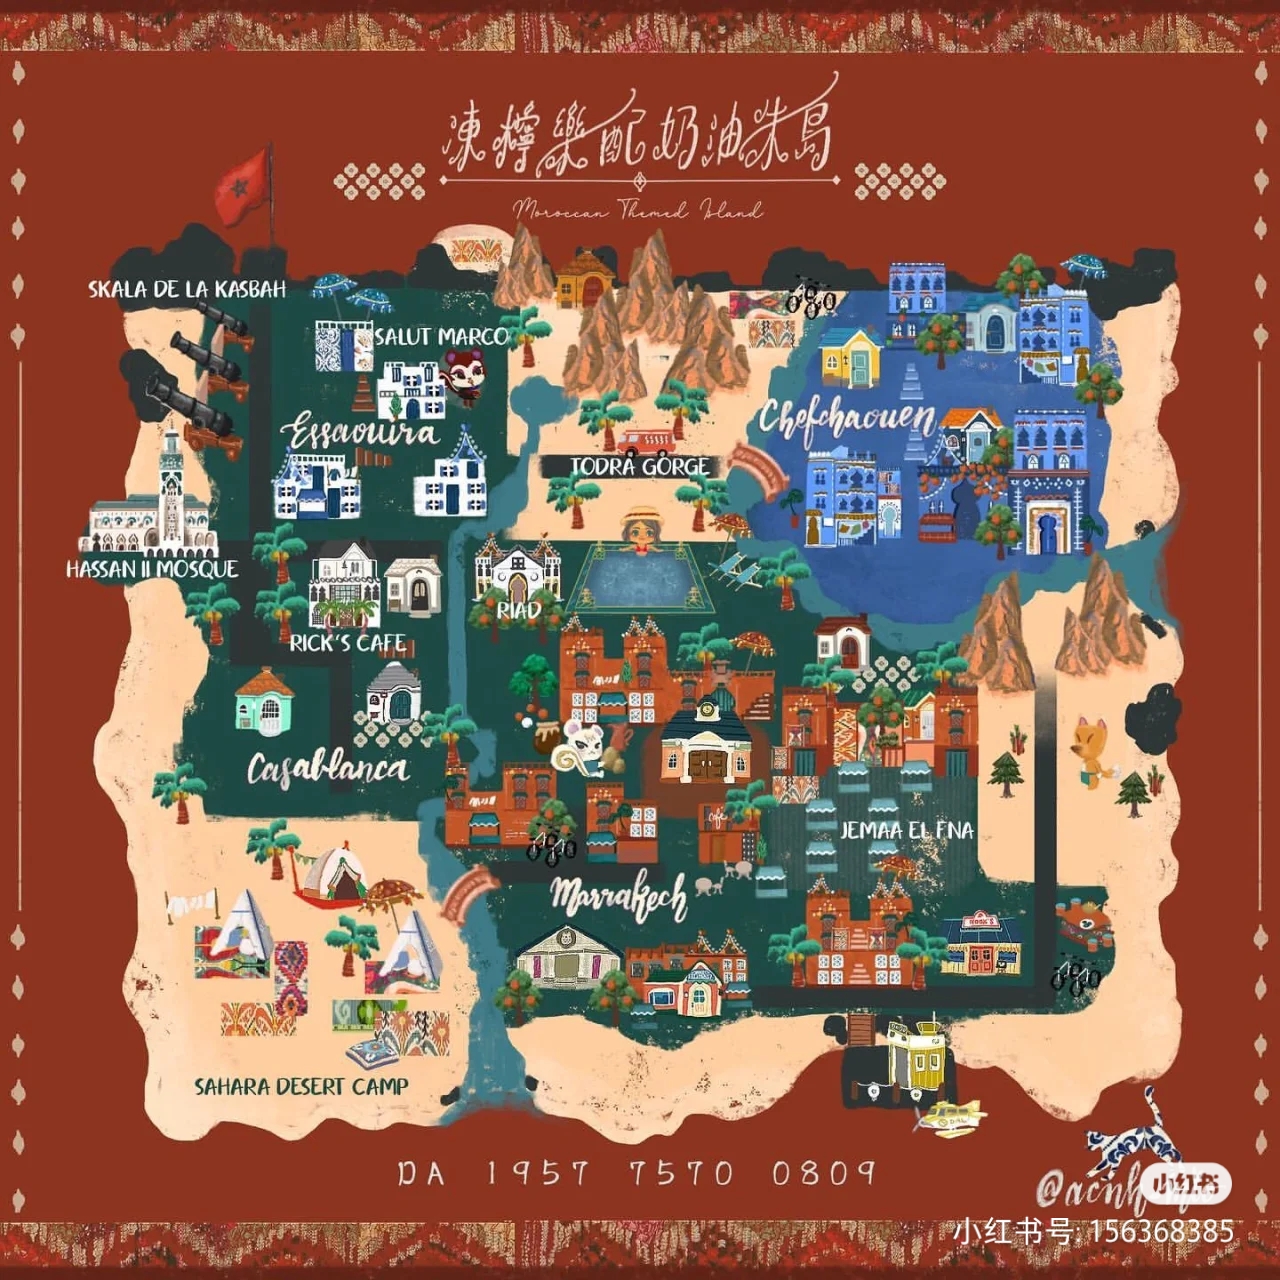 凍檸樂配奶油朱島
Moroccan Themed Island
SKALA DE LA KASBAH
SALUT MARCO
Essaouira
Chefchaouen
TODRA GORGE
HASSAN II MOSQUE
RIAD
RICK'S CAFE
Casablanca
JEMAA EL FNA
Marrakech
SAHARA DESERT CAMP
DA 1957 7570 0809
小红书
小红书号: 156368385